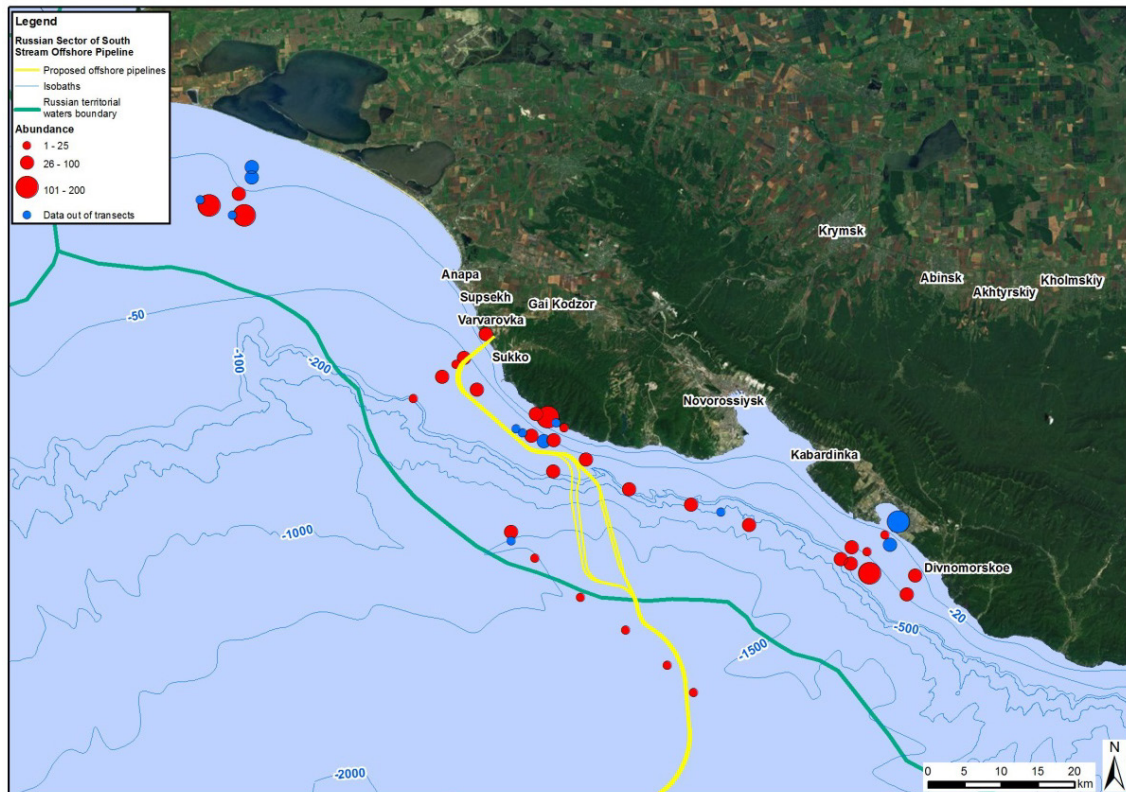 Legend
Russian Sector of South
Stream Offshore Pipeline
Proposed offshore pipelines
Isobaths
Russian territorial
waters boundary
Abundance
1 - 25
26 - 100
101 - 200
Data out of transects
Krymsk
Abinsk
Kholmskiy
Akhtyrskiy
Anapa
Supsekh
Gai Kodzor
Varvarovka
-50
-100
-200
Sukko
Novorossiysk
Kabardinka
-1000
Divnomorskoe
-20
-500
-1500
-2000
N
0 5 10 15 20
km